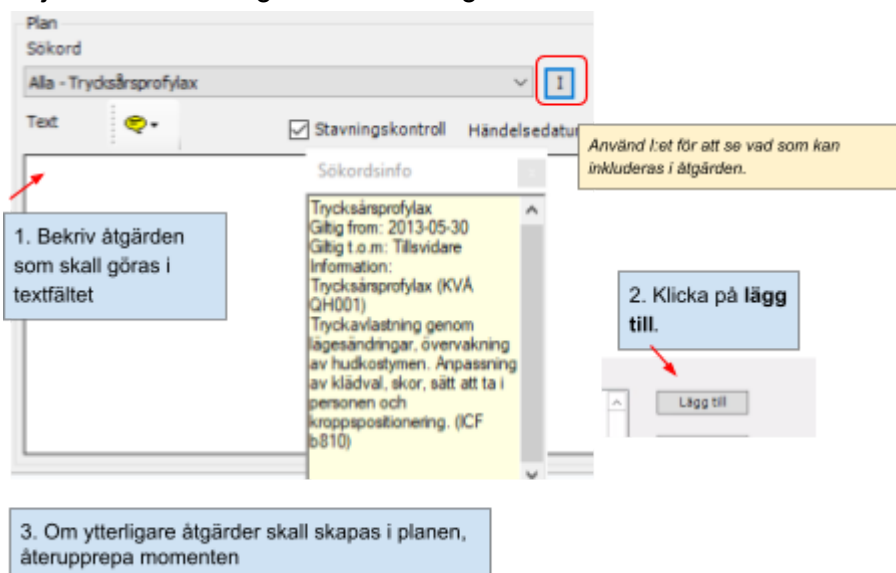 Plan
Sökord
Alla - Trycksårsprofylax
I
Text
Stavningskontroll
Händelsedatum
Använd I:et för att se vad som kan
inkluderas i åtgärden.
Sökordsinfo
Trycksårsprofylax
Giltig from: 2013-05-30
Giltig t.o.m: Tillsvidare
Information:
Trycksårsprofylax (KVÅ
QH001)
Tryckavlastning genom
lägesändringar, övervakning
av hudkostymen. Anpassning
av klädval, skor, sätt att ta i
personen och
kroppspositionering. (ICF
b810)
1. Bekriv åtgärden
som skall göras i
textfältet
2. Klicka på lägg
till.
Lägg till
3. Om ytterligare åtgärder skall skapas i planen,
återupprepa momenten